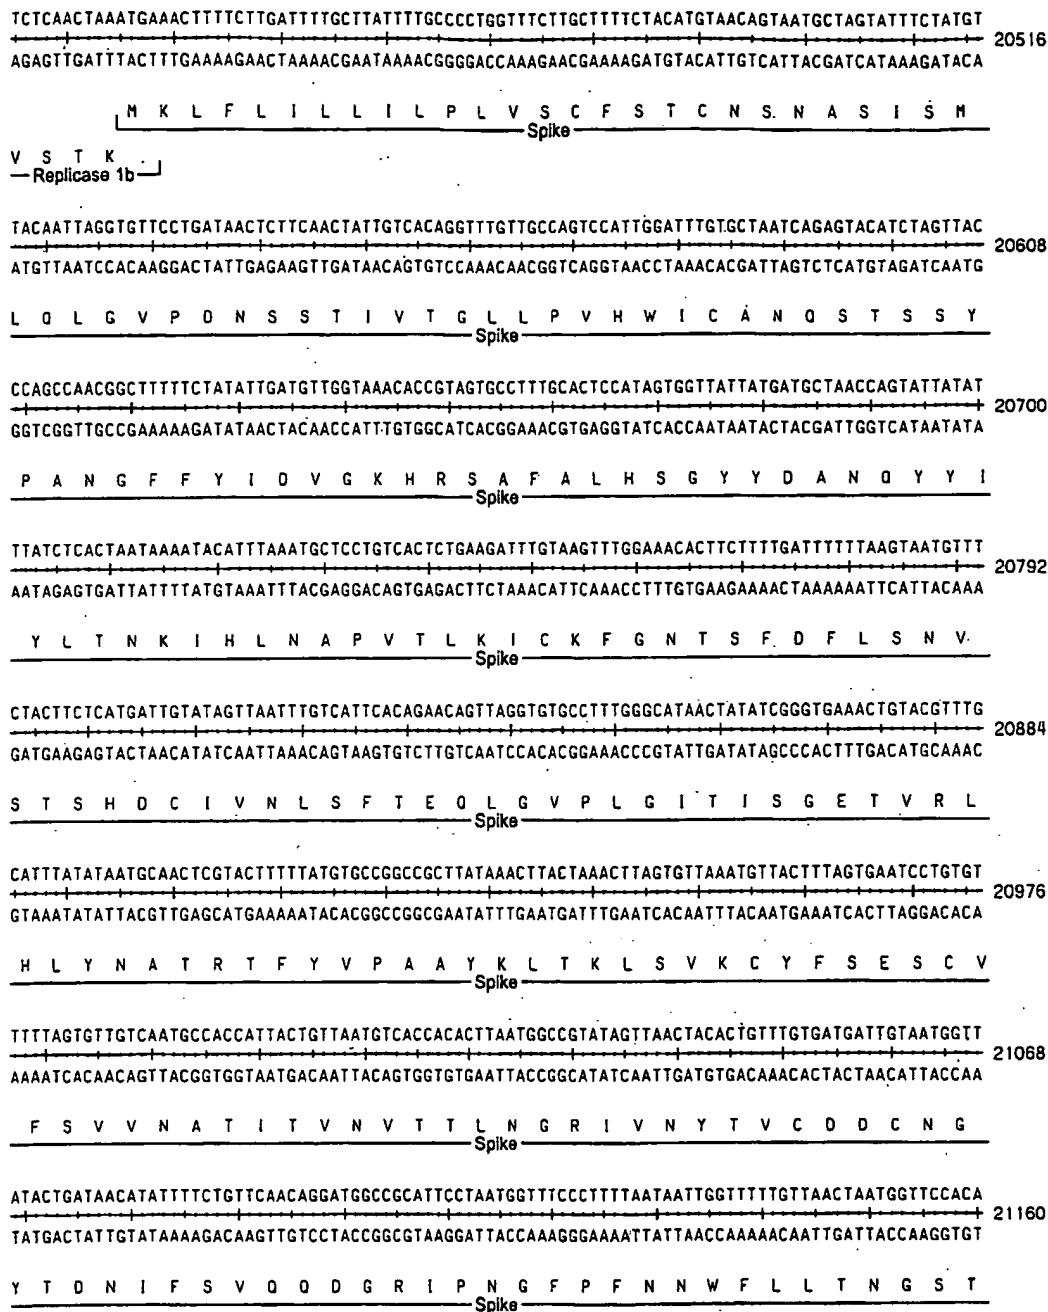 TCTCAACTAAATGAAACTTTTCTTGATTTTGCTTATTTTGCCCCTGGTTTCTTGCTTTTCTACATGTAACAGTAATGCTAGTATTTCTATGT
20516
AGAGTTGATTTACTTTGAAAAGAACTAAAACGAATAAAACGGGGACCAAAGAACGAAAAGATGTACATTGTCATTACGATCATAAAGATACA
M K L F L I L L I L P L V S C F S T C N S N A S I S M
Spike
V S T K .
Replicase 1b
TACAATTAGGTGTTCCTGATAACTCTTCAACTATTGTCACAGGTTTGTTGCCAGTCCATTGGATTTGTGCTAATCAGAGTACATCTAGTTAC
20608
ATGTTAATCCACAAGGACTATTGAGAAGTTGATAACAGTGTCCAAACAACGGTCAGGTAACCTAAACACGATTAGTCTCATGTAGATCAATG
L Q L G V P D N S S T I V T G L L P V H W I C A N Q S T S S Y
Spike
CCAGCCAACGGCTTTTTCTATATTGATGTTGGTAAACACCGTAGTGCCTTTGCACTCCATAGTGGTTATTATGATGCTAACCAGTATTATAT
20700
GGTCGGTTGCCGAAAAAGATATAACTACAACCATTTGTGGCATCACGGAAACGTGAGGTATCACCAATAATACTACGATTGGTCATAATATA
P A N G F F Y I D V G K H R S A F A L H S G Y Y D A N Q Y Y I
Spike
TTATCTCACTAATAAAATACATTTAAATGCTCCTGTCACTCTGAAGATTTGTAAGTTTGGAAACACTTCTTTTGATTTTTTAAGTAATGTTT
20792
AATAGAGTGATTATTTTATGTAAATTTACGAGGACAGTGAGACTTCTAAACATTCAAACCTTTGTGAAGAAAACTAAAAAATTCATTACAAA
Y L T N K I H L N A P V T L K I C K F G N T S F D F L S N V
Spike
CTACTTCTCATGATTGTATAGTTAATTTGTCATTCACAGAACAGTTAGGTGTGCCTTTGGGCATAACTATATCGGGTGAAACTGTACGTTTG
20884
GATGAAGAGTACTAACATATCAATTAAACAGTAAGTGTCTTGTCAATCCACACGGAAACCCGTATTGATATAGCCCACTTTGACATGCAAAC
S T S H D C I V N L S F T E Q L G V P L G I T I S G E T V R L
Spike
CATTTATATAATGCAACTCGTACTTTTTATGTGCCGGCCGCTTATAAACTTACTAAACTTAGTGTTAAATGTTACTTTAGTGAATCCTGTGT
20976
GTAAATATATTACGTTGAGCATGAAAAATACACGGCCGGCGAATATTTGAATGATTTGAATCACAATTTACAATGAAATCACTTAGGACACA
H L Y N A T R T F Y V P A A Y K L T K L S V K C Y F S E S C V
Spike
TTTTAGTGTTGTCAATGCCACCATTACTGTTAATGTCACCACACTTAATGGCCGTATAGTTAACTACACTGTTTGTGATGATTGTAATGGTT
21068
AAAATCACAACAGTTACGGTGGTAATGACAATTACAGTGGTGTGAATTACCGGCATATCAATTGATGTGACAAACACTACTAACATTACCAA
F S V V N A T I T V N V T T L N G R I V N Y T V C D D C N G
Spike
ATACTGATAACATATTTTCTGTTCAACAGGATGGCCGCATTCCTAATGGTTTCCCTTTTAATAATTGGTTTTTGTTAACTAATGGTTCCACA
21160
TATGACTATTGTATAAAAGACAAGTTGTCCTACCGGCGTAAGGATTACCAAAGGGAAAATTATTAACCAAAAACAATTGATTACCAAGGTGT
Y T D N I F S V Q Q D G R I P N G F P F N N W F L L T N G S T
Spike